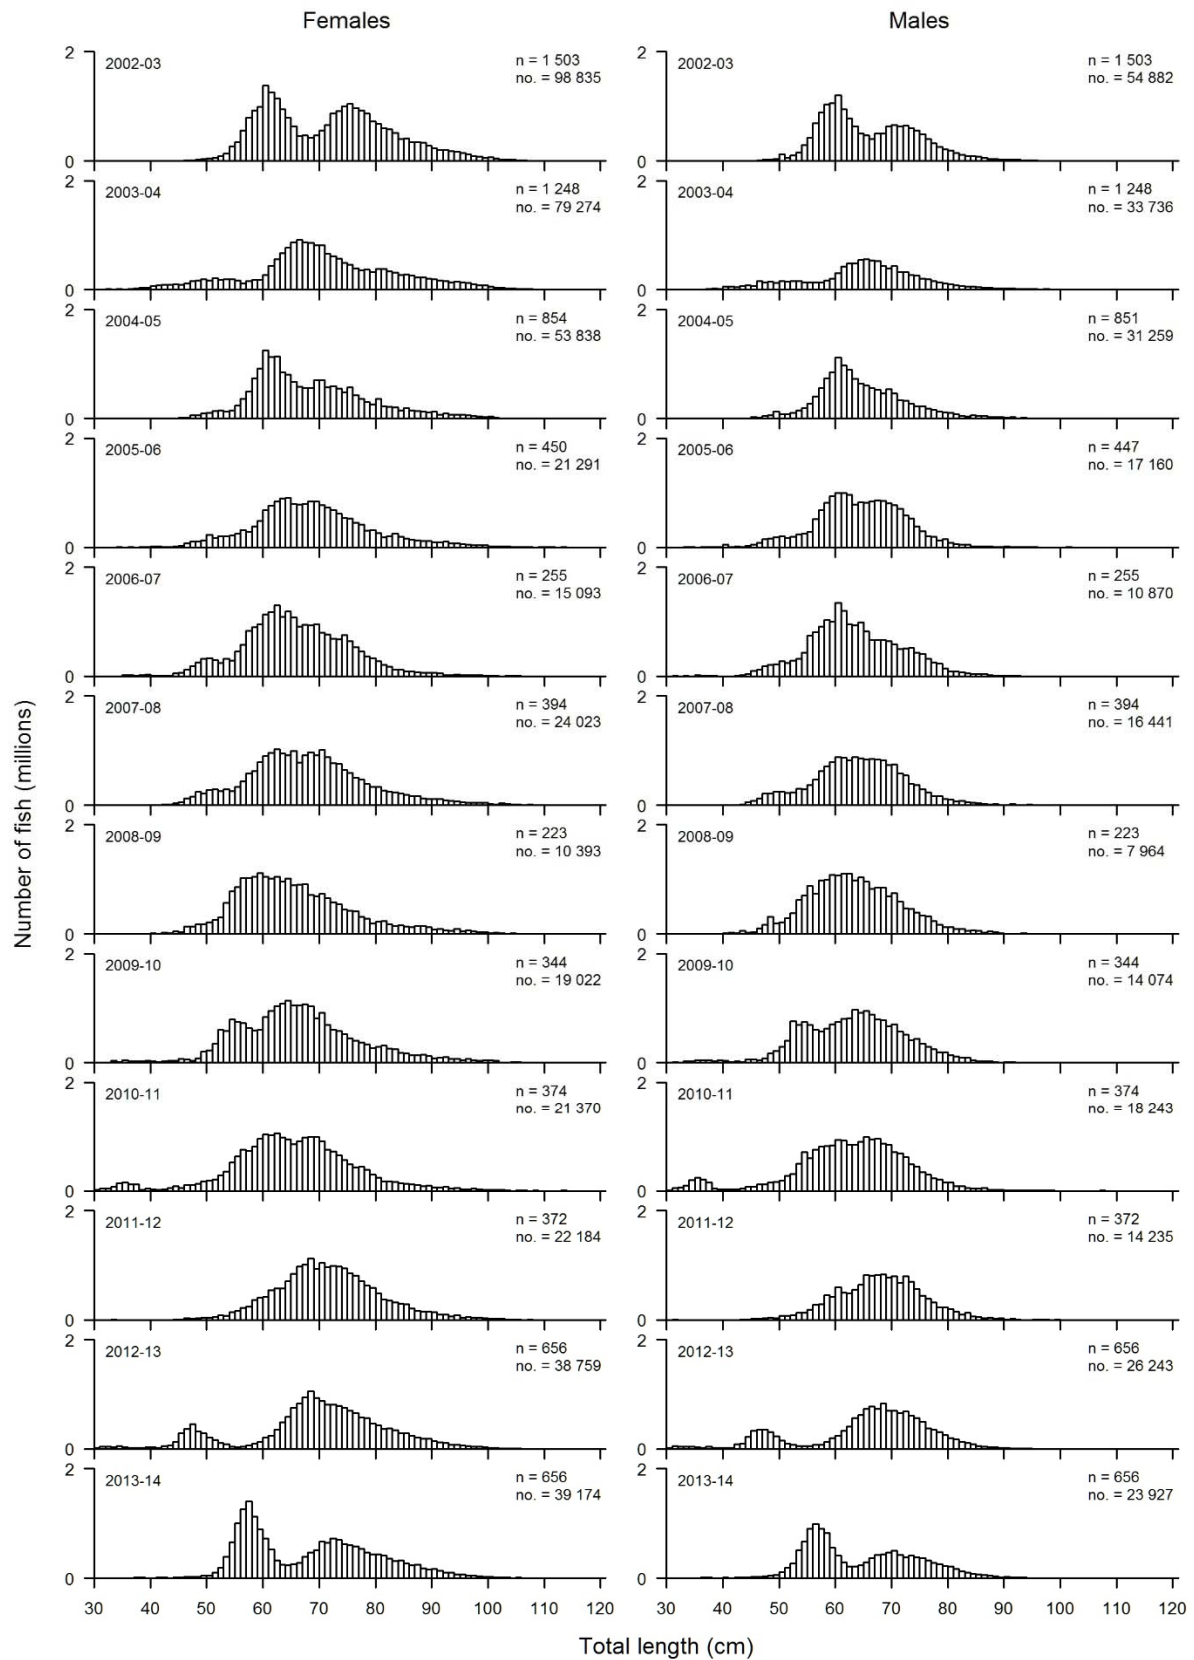 Females Males
2 2002-03 n = 1 503 2 2002-03 n = 1 503
no. = 98 835 no. = 54 882
0 0
2 2003-04 n = 1 248 2 2003-04 n = 1 248
no. = 79 274 no. = 33 736
0 0
2 2004-05 n = 854 2 2004-05 n = 851
no. = 53 838 no. = 31 259
0 0
2 2005-06 n = 450 2 2005-06 n = 447
no. = 21 291 no. = 17 160
0 0
2 2006-07 n = 255 2 2006-07 n = 255
no. = 15 093 no. = 10 870
0 0
2 2007-08 n = 394 2 2007-08 n = 394
no. = 24 023 no. = 16 441
0 0
2 2008-09 n = 223 2 2008-09 n = 223
no. = 10 393 no. = 7 964
0 0
2 2009-10 n = 344 2 2009-10 n = 344
no. = 19 022 no. = 14 074
0 0
2 2010-11 n = 374 2 2010-11 n = 374
no. = 21 370 no. = 18 243
0 0
2 2011-12 n = 372 2 2011-12 n = 372
no. = 22 184 no. = 14 235
0 0
2 2012-13 n = 656 2 2012-13 n = 656
no. = 38 759 no. = 26 243
0 0
2 2013-14 n = 656 2 2013-14 n = 656
no. = 39 174 no. = 23 927
0 0
30 40 50 60 70 80 90 100 110 120 30 40 50 60 70 80 90 100 110 120
Number of fish (millions)
Total length (cm)